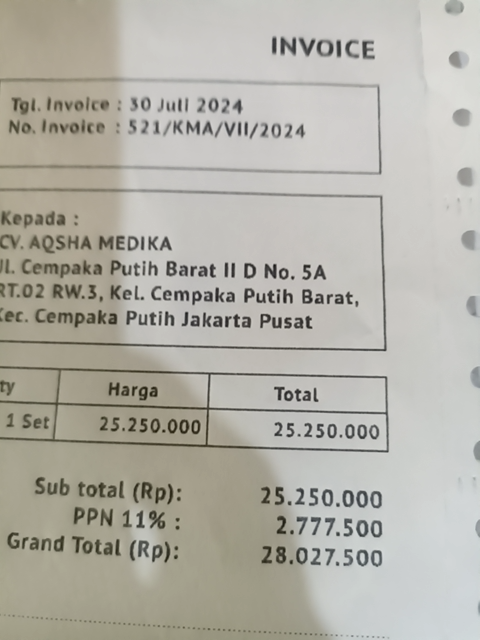 INVOICE
Tgl. Invoice : 30 Juli 2024
No. Invoice : 521/KMA/VII/2024
Kepada :
CV. AQSHA MEDIKA
Jl. Cempaka Putih Barat II D No. 5A
RT.02 RW.3, Kel. Cempaka Putih Barat,
Kec. Cempaka Putih Jakarta Pusat
ty Harga Total
1 Set 25.250.000 25.250.000
Sub total (Rp): 25.250.000
PPN 11% : 2.777.500
Grand Total (Rp): 28.027.500